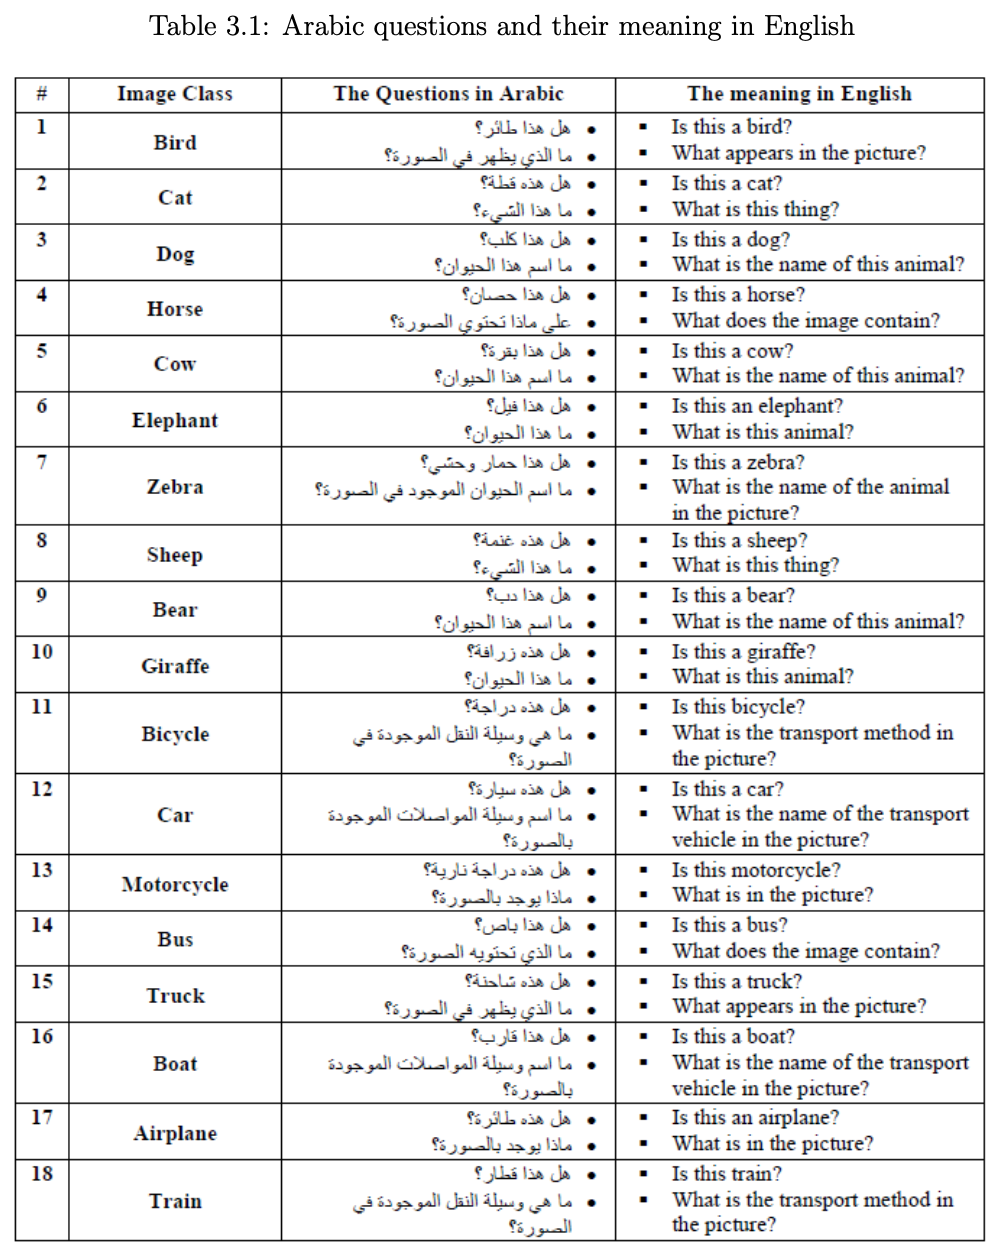 Table 3.1: Arabic questions and their meaning in English
# Image Class The Questions in Arabic The meaning in English
1 Bird
• هل هذا طائر؟
• ما الذي يظهر في الصورة؟
▪ Is this a bird?
▪ What appears in the picture?
2 Cat
• هل هذه قطة؟
• ما هذا الشيء؟
▪ Is this a cat?
▪ What is this thing?
3 Dog
• هل هذا كلب؟
• ما اسم هذا الحيوان؟
▪ Is this a dog?
▪ What is the name of this animal?
4 Horse
• هل هذا حصان؟
• على ماذا تحتوي الصورة؟
▪ Is this a horse?
▪ What does the image contain?
5 Cow
• هل هذا بقرة؟
• ما اسم هذا الحيوان؟
▪ Is this a cow?
▪ What is the name of this animal?
6 Elephant
• هل هذا فيل؟
• ما هذا الحيوان؟
▪ Is this an elephant?
▪ What is this animal?
7 Zebra
• هل هذا حمار وحشي؟
• ما اسم الحيوان الموجود في الصورة؟
▪ Is this a zebra?
▪ What is the name of the animal
in the picture?
8 Sheep
• هل هذه غنمة؟
• ما هذا الشيء؟
▪ Is this a sheep?
▪ What is this thing?
9 Bear
• هل هذا دب؟
• ما اسم هذا الحيوان؟
▪ Is this a bear?
▪ What is the name of this animal?
10 Giraffe
• هل هذه زرافة؟
• ما هذا الحيوان؟
▪ Is this a giraffe?
▪ What is this animal?
11 Bicycle
• هل هذه دراجة؟
• ما هي وسيلة النقل الموجودة في
الصورة؟
▪ Is this bicycle?
▪ What is the transport method in
the picture?
12 Car
• هل هذه سيارة؟
• ما اسم وسيلة المواصلات الموجودة
بالصورة؟
▪ Is this a car?
▪ What is the name of the transport
vehicle in the picture?
13 Motorcycle
• هل هذه دراجة نارية؟
• ماذا يوجد بالصورة؟
▪ Is this motorcycle?
▪ What is in the picture?
14 Bus
• هل هذا باص؟
• ما الذي تحتويه الصورة؟
▪ Is this a bus?
▪ What does the image contain?
15 Truck
• هل هذه شاحنة؟
• ما الذي يظهر في الصورة؟
▪ Is this a truck?
▪ What appears in the picture?
16 Boat
• هل هذا قارب؟
• ما اسم وسيلة المواصلات الموجودة
بالصورة؟
▪ Is this a boat?
▪ What is the name of the transport
vehicle in the picture?
17 Airplane
• هل هذه طائرة؟
• ماذا يوجد بالصورة؟
▪ Is this an airplane?
▪ What is in the picture?
18 Train
• هل هذا قطار؟
• ما هي وسيلة النقل الموجودة في
الصورة؟
▪ Is this train?
▪ What is the transport method in
the picture?